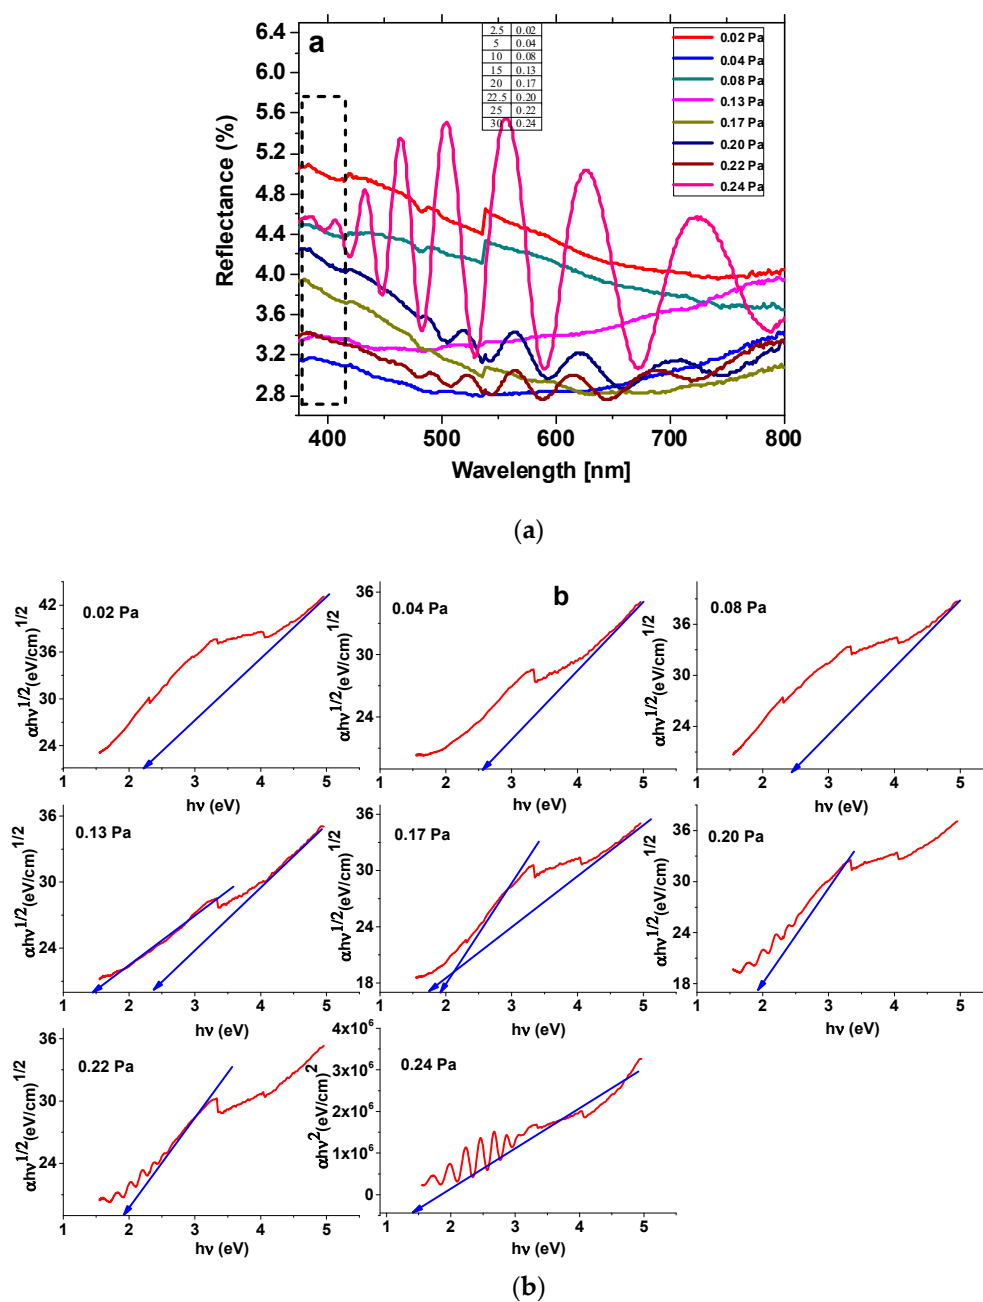 a
6.4
6.0
5.6
5.2
4.8
4.4
4.0
3.6
3.2
2.8
Reflectance (%)
2.5 0.02
5 0.04
10 0.08
15 0.13
20 0.17
22.5 0.20
25 0.22
30 0.24
0.02 Pa
0.04 Pa
0.08 Pa
0.13 Pa
0.17 Pa
0.20 Pa
0.22 Pa
0.24 Pa
400 500 600 700 800
Wavelength [nm]
(a)
0.02 Pa
42
36
30
24
αhν1/2(eV/cm)1/2
1 2 3 4 5
hν (eV)
0.04 Pa
b
36
30
24
αhν1/2(eV/cm)1/2
1 2 3 4 5
hν (eV)
0.08 Pa
36
30
24
αhν1/2(eV/cm)1/2
1 2 3 4 5
hν (eV)
0.13 Pa
36
30
24
αhν1/2(eV/cm)1/2
1 2 3 4 5
hν (eV)
0.17 Pa
36
30
24
18
αhν1/2(eV/cm)1/2
1 2 3 4 5
hν (eV)
0.20 Pa
36
30
24
18
αhν1/2(eV/cm)1/2
1 2 3 4 5
hν (eV)
0.22 Pa
36
30
24
αhν1/2(eV/cm)1/2
1 2 3 4 5
hν (eV)
0.24 Pa
4x10⁶
3x10⁶
2x10⁶
1x10⁶
0
αhν2(eV/cm)2
1 2 3 4 5
hν (eV)
(b)